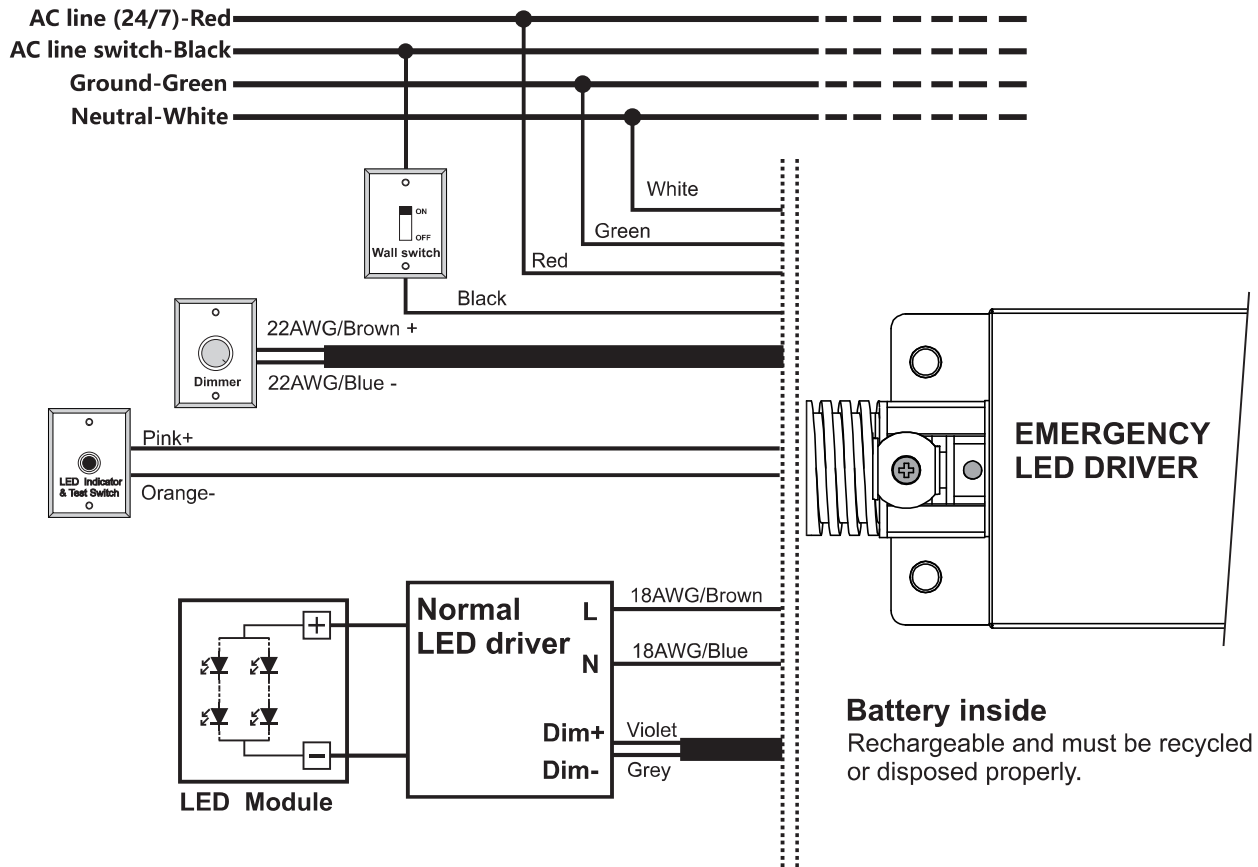 AC line (24/7)-Red
AC line switch-Black
Ground-Green
Neutral-White
White
Green
Red
Black
ON
OFF
Wall switch
22AWG/Brown +
22AWG/Blue -
Dimmer
Pink+
Orange-
LED Indicator
& Test Switch
EMERGENCY
LED DRIVER
Normal
LED driver
L
N
Dim+
Dim-
18AWG/Brown
18AWG/Blue
Violet
Grey
+
−
LED Module
Battery inside
Rechargeable and must be recycled
or disposed properly.